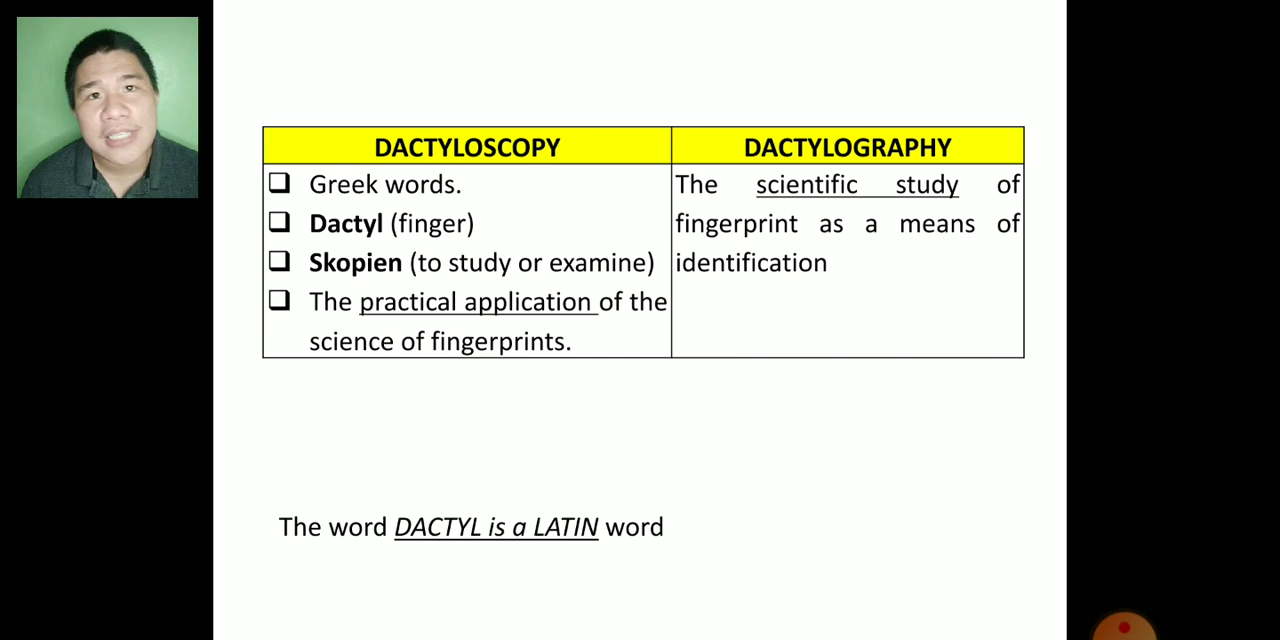 DACTYLOSCOPY
DACTYLOGRAPHY
Greek words.
Dactyl (finger)
Skopien (to study or examine)
The practical application of the
science of fingerprints.
The scientific study of
fingerprint as a means of
identification
The word DACTYL is a LATIN word